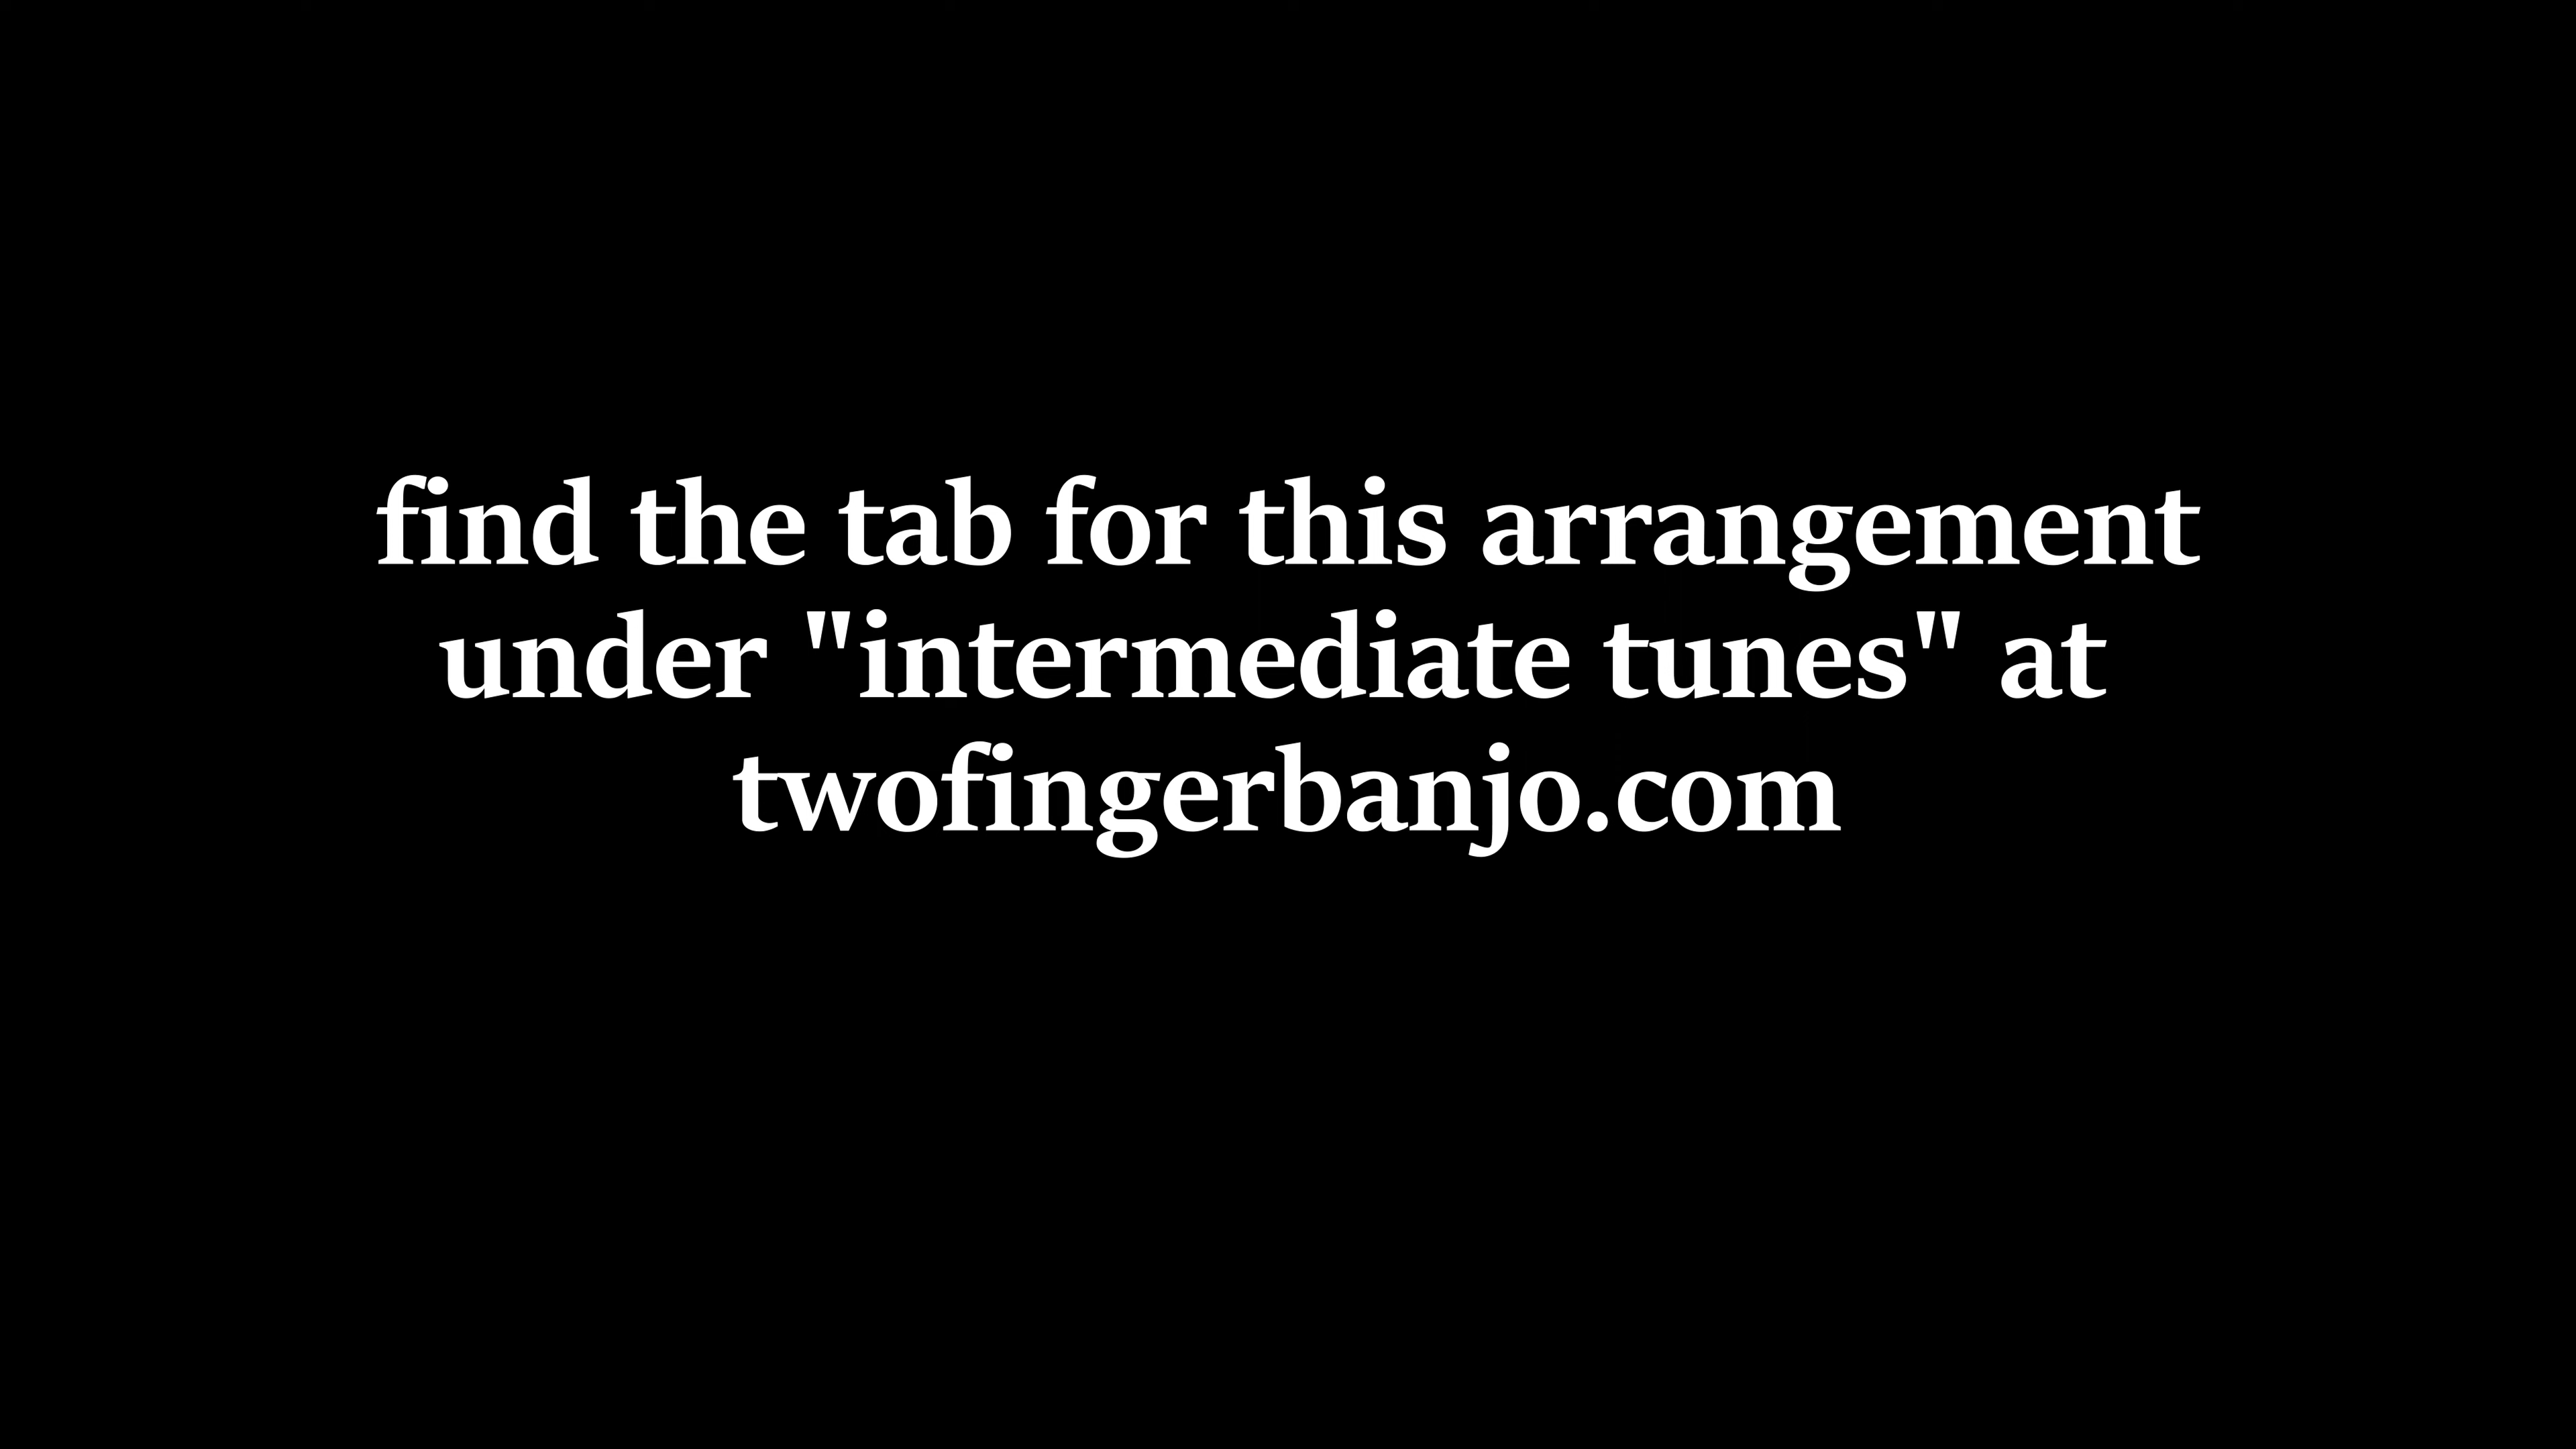 find the tab for this arrangement
under "intermediate tunes" at
twofingerbanjo.com